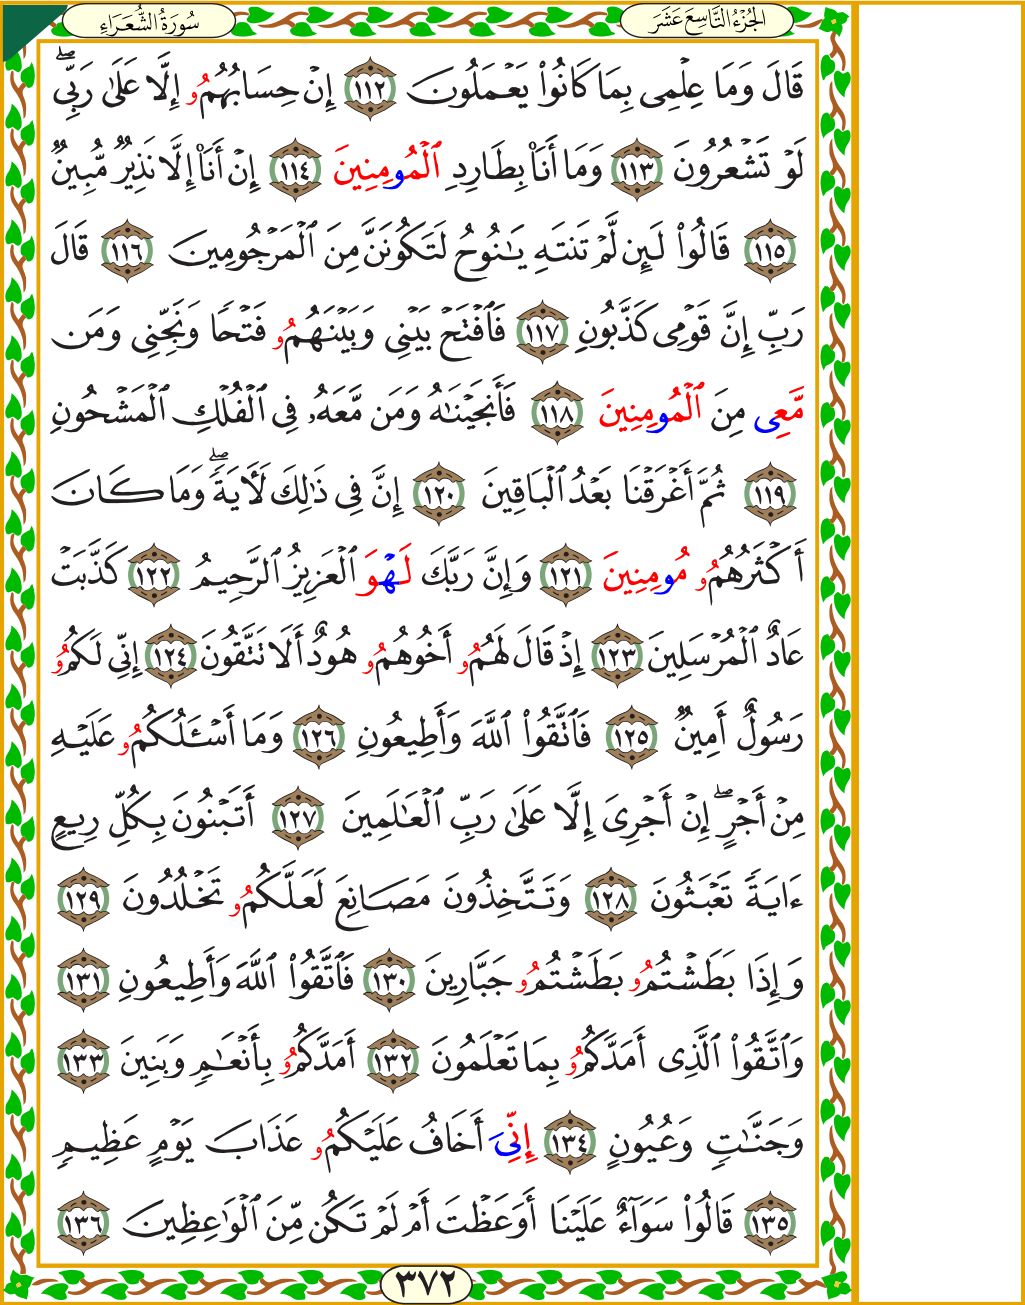 سُورَةُ الشُّعَرَاءِ
الجُزْءُ التَّاسِعَ عَشَرَ
قَالَ وَمَا عِلْمِى بِمَا كَانُوا۟ يَعْمَلُونَ ١١٢ إِنْ حِسَابُهُمُۥ إِلَّا عَلَىٰ رَبِّىۖ
لَوْ تَشْعُرُونَ ١١٣ وَمَا أَنَا۠ بِطَارِدِ ٱلْمُومِنِينَ ١١٤ إِنْ أَنَا۠ إِلَّا نَذِيرٌ مُّبِينٌ
١١٥ قَالُوا۟ لَئِن لَّمْ تَنتَهِ يَـٰنُوحُ لَتَكُونَنَّ مِنَ ٱلْمَرْجُومِينَ ١١٦ قَالَ
رَبِّ إِنَّ قَوْمِى كَذَّبُونِ ١١٧ فَٱفْتَحْ بَيْنِى وَبَيْنَهُمُۥ فَتْحًا وَنَجِّنِى وَمَن
مَّعِى مِنَ ٱلْمُومِنِينَ ١١٨ فَأَنجَيْنَـٰهُ وَمَن مَّعَهُۥ فِى ٱلْفُلْكِ ٱلْمَشْحُونِ
١١٩ ثُمَّ أَغْرَقْنَا بَعْدُ ٱلْبَاقِينَ ١٢٠ إِنَّ فِى ذَٰلِكَ لَـَٔايَةًۖ وَمَا كَانَ
أَكْثَرُهُمُۥ مُومِنِينَ ١٢١ وَإِنَّ رَبَّكَ لَهْوَ ٱلْعَزِيزُ ٱلرَّحِيمُ ١٢٢ كَذَّبَتْ
عَادٌ ٱلْمُرْسَلِينَ ١٢٣ إِذْ قَالَ لَهُمُۥ أَخُوهُمُۥ هُودٌ أَلَا تَتَّقُونَ ١٢٤ إِنِّى لَكُمُۥ
رَسُولٌ أَمِينٌ ١٢٥ فَٱتَّقُوا۟ ٱللَّهَ وَأَطِيعُونِ ١٢٦ وَمَا أَسْـَٔلُكُمُۥ عَلَيْهِ
مِنْ أَجْرٍۖ إِنْ أَجْرِىَ إِلَّا عَلَىٰ رَبِّ ٱلْعَـٰلَمِينَ ١٢٧ أَتَبْنُونَ بِكُلِّ رِيعٍ
ءَايَةً تَعْبَثُونَ ١٢٨ وَتَتَّخِذُونَ مَصَانِعَ لَعَلَّكُمُۥ تَخْلُدُونَ ١٢٩
وَإِذَا بَطَشْتُمُۥ بَطَشْتُمُۥ جَبَّارِينَ ١٣٠ فَٱتَّقُوا۟ ٱللَّهَ وَأَطِيعُونِ ١٣١
وَٱتَّقُوا۟ ٱلَّذِى أَمَدَّكُمُۥ بِمَا تَعْلَمُونَ ١٣٢ أَمَدَّكُمُۥ بِأَنْعَـٰمٍ وَبَنِينَ ١٣٣
وَجَنَّـٰتٍ وَعُيُونٍ ١٣٤ إِنِّىَ أَخَافُ عَلَيْكُمُۥ عَذَابَ يَوْمٍ عَظِيمٍ
١٣٥ قَالُوا۟ سَوَآءٌ عَلَيْنَا أَوَعَظْتَ أَمْ لَمْ تَكُن مِّنَ ٱلْوَٰعِظِينَ ١٣٦
٣٧٢